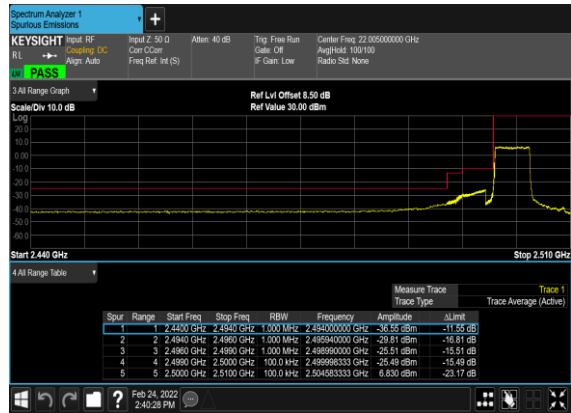 Spectrum Analyzer 1
Spurious Emissions
KEYSIGHT Input: RF Input Z: 50 Ω Atten: 40 dB Trig: Free Run Center Freq: 22.005000000 GHz
RL Coupling: DC Corr CCorr Gate: Off Avg|Hold: 100/100
Align: Auto Freq Ref: Int (S) IF Gain: Low Radio Std: None
PASS
3 All Range Graph
Ref Lvl Offset 8.50 dB
Scale/Div 10.0 dB Ref Value 30.00 dBm
Log
20.0
10.0
0.00
-10.0
-20.0
-30.0
-40.0
-50.0
-60.0
Start 2.440 GHz Stop 2.510 GHz
4 All Range Table
Measure Trace Trace 1
Trace Type Trace Average (Active)
Spur Range Start Freq Stop Freq RBW Frequency Amplitude ΔLimit
1 1 2.4400 GHz 2.4940 GHz 1.000 MHz 2.494000000 GHz -36.55 dBm -11.55 dB
2 2 2.4940 GHz 2.4960 GHz 1.000 MHz 2.495940000 GHz -29.81 dBm -16.81 dB
3 3 2.4960 GHz 2.4990 GHz 1.000 MHz 2.498990000 GHz -25.51 dBm -15.51 dB
4 4 2.4990 GHz 2.5000 GHz 100.0 kHz 2.499998333 GHz -25.49 dBm -15.49 dB
5 5 2.5000 GHz 2.5100 GHz 100.0 kHz 2.504583333 GHz 6.830 dBm -23.17 dB
Feb 24, 2022
2:40:28 PM